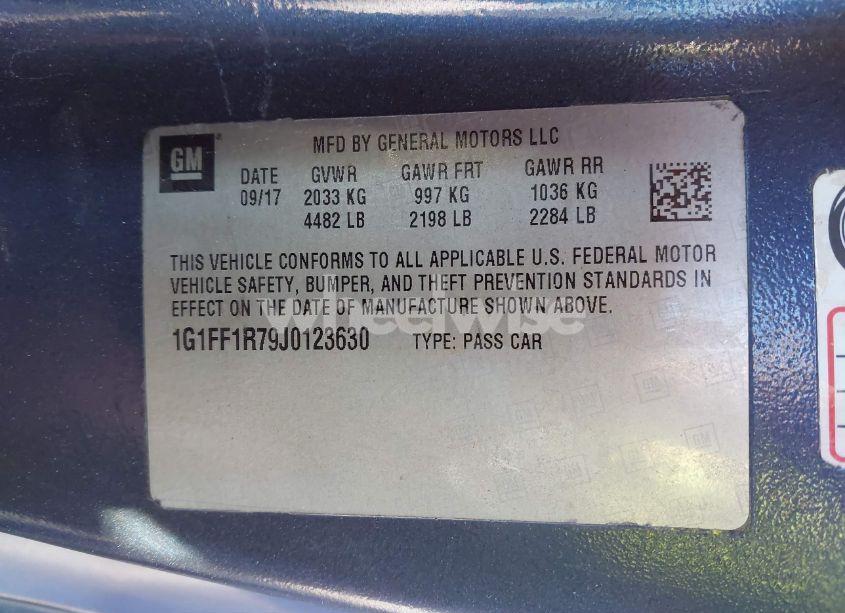 GM
MFD BY GENERAL MOTORS LLC
DATE GVWR GAWR FRT GAWR RR
09/17 2033 KG 997 KG 1036 KG
4482 LB 2198 LB 2284 LB
THIS VEHICLE CONFORMS TO ALL APPLICABLE U.S. FEDERAL MOTOR
VEHICLE SAFETY, BUMPER, AND THEFT PREVENTION STANDARDS IN
EFFECT ON THE DATE OF MANUFACTURE SHOWN ABOVE.
wheelwise
1G1FF1R79J0123630 TYPE: PASS CAR